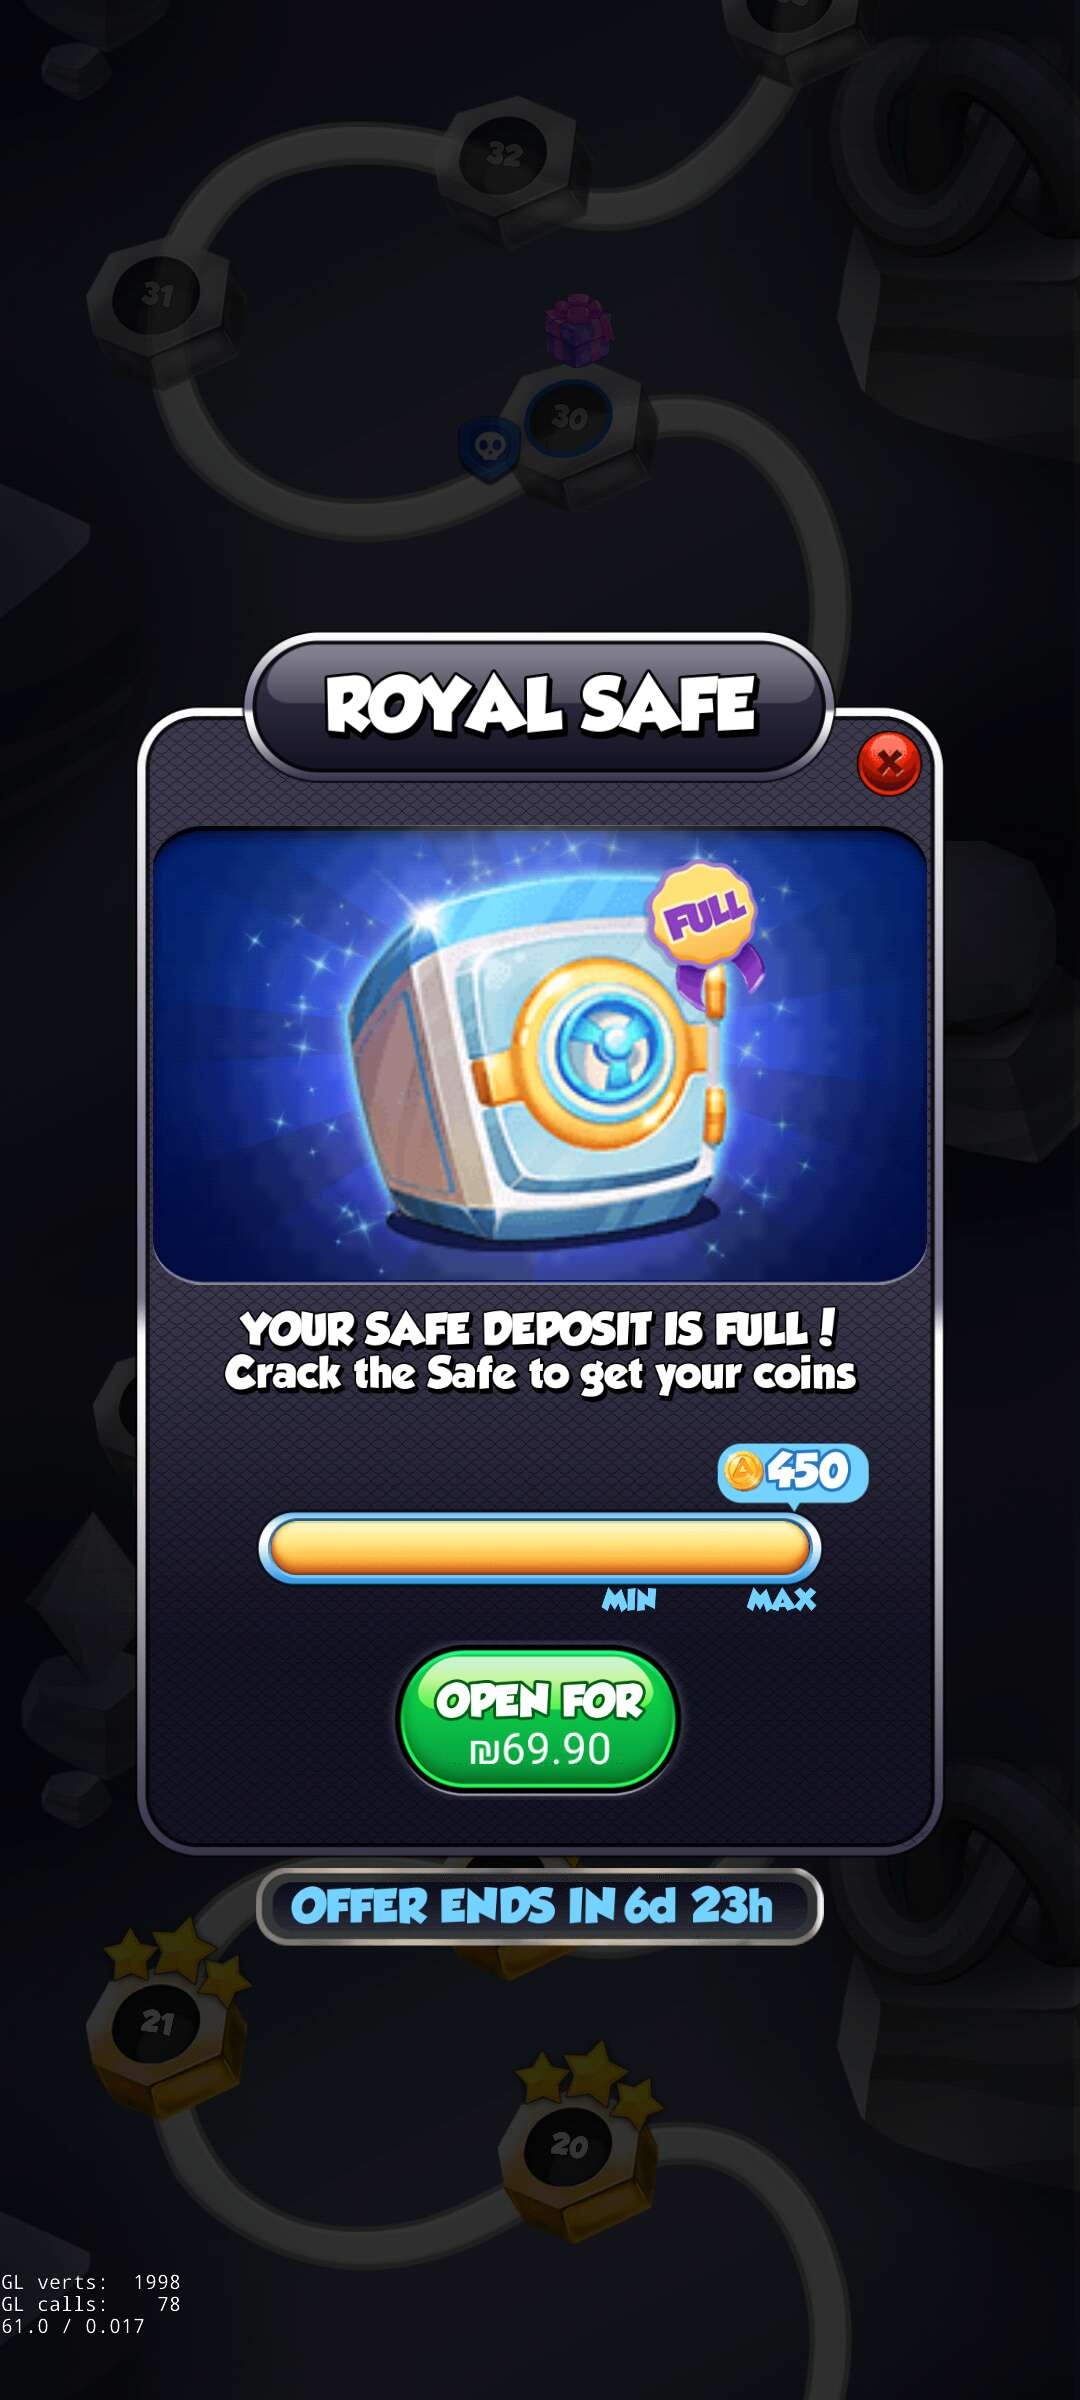 32
31
30
ROYAL SAFE
FULL
YOUR SAFE DEPOSIT IS FULL!
Crack the Safe to get your coins
450
MIN MAX
OPEN FOR
₪69.90
OFFER ENDS IN 6d 23h
21
20
GL verts: 1998
GL calls: 78
61.0 / 0.017